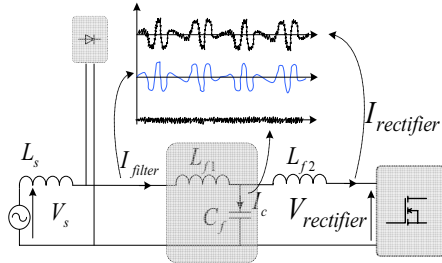 L_s
I_filter
L_f1
L_f2
I_rectifier
V_s
C_f
I_c
V_rectifier